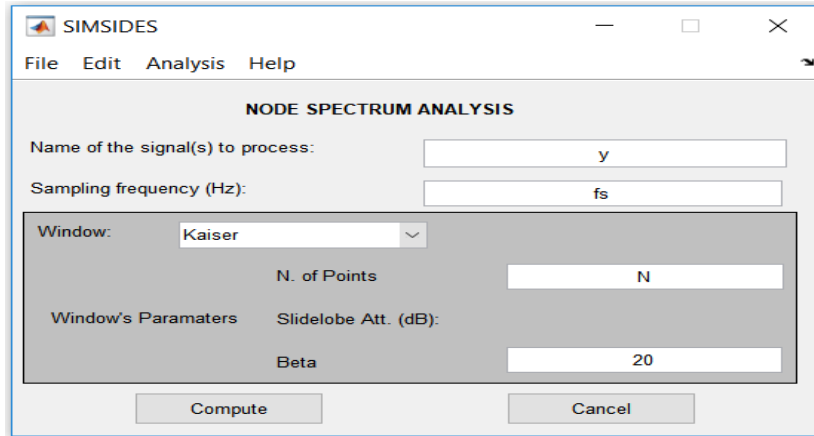 SIMSIDES
File Edit Analysis Help
NODE SPECTRUM ANALYSIS
Name of the signal(s) to process: y
Sampling frequency (Hz): fs
Window: Kaiser
N. of Points N
Window's Paramaters Slidelobe Att. (dB):
Beta 20
Compute Cancel